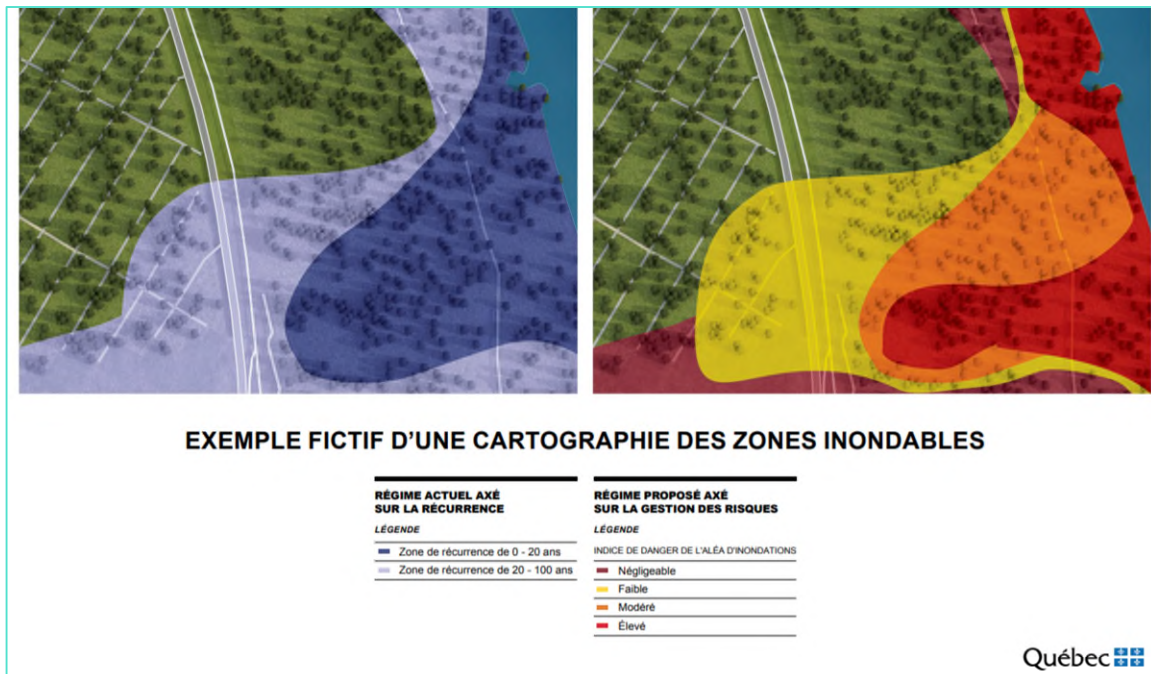 EXEMPLE FICTIF D'UNE CARTOGRAPHIE DES ZONES INONDABLES
RÉGIME ACTUEL AXÉ
SUR LA RÉCURRENCE
LÉGENDE
Zone de récurrence de 0 - 20 ans
Zone de récurrence de 20 - 100 ans
RÉGIME PROPOSÉ AXÉ
SUR LA GESTION DES RISQUES
LÉGENDE
INDICE DE DANGER DE L'ALÉA D'INONDATIONS
Négligeable
Faible
Modéré
Élevé
Québec